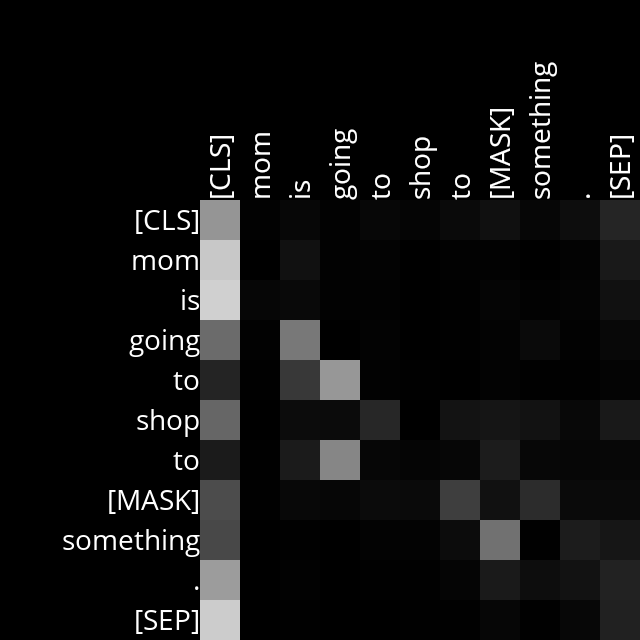 [CLS]
mom
is
going
to
shop
to
[MASK]
something
.
[SEP]
[CLS]
mom
is
going
to
shop
to
[MASK]
something
.
[SEP]